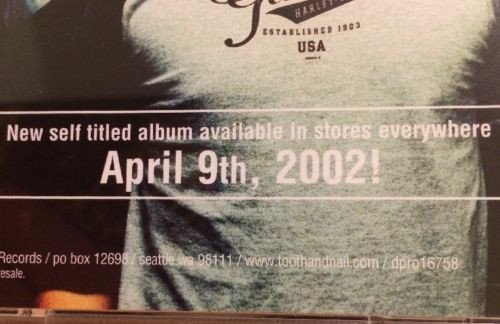 HARLEY
ESTABLISHED 1903
USA
New self titled album available in stores everywhere
April 9th, 2002!
Records / po box 12698 / seattle wa 98111 / www.toothandnail.com / dpro16758
resale.